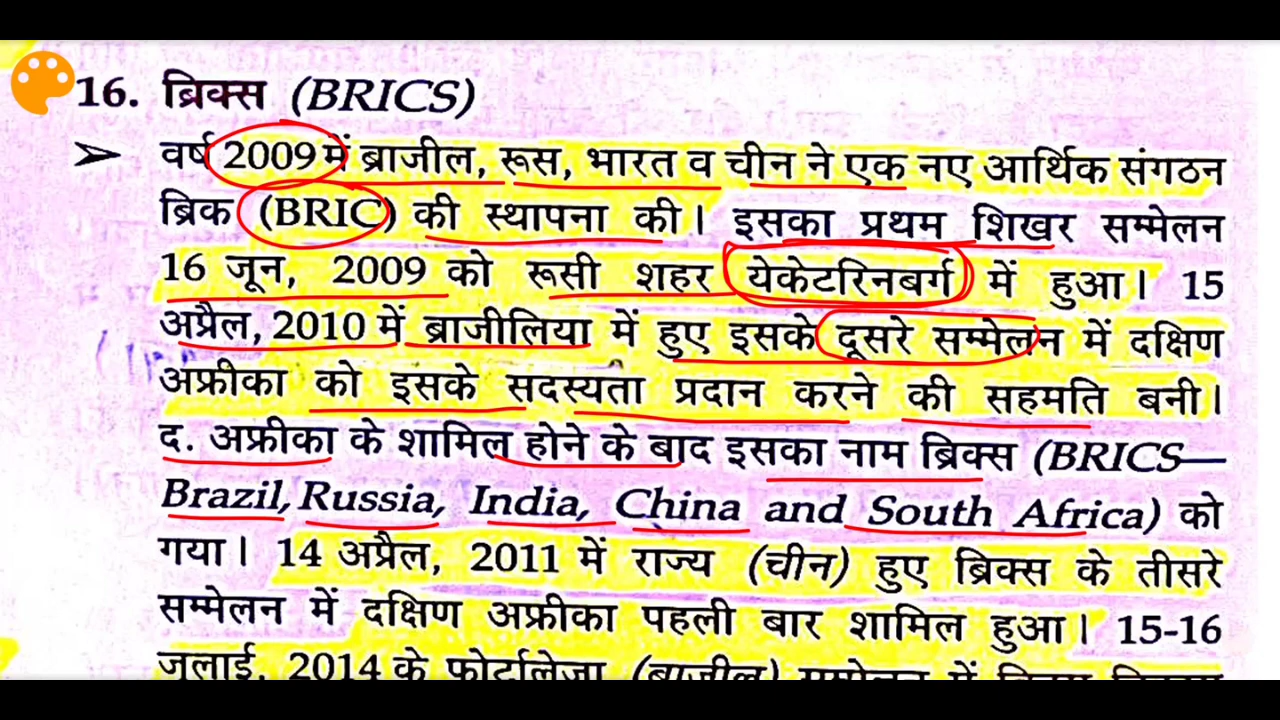 16. ब्रिक्स (BRICS)
➢ वर्ष 2009 में ब्राजील, रूस, भारत व चीन ने एक नए आर्थिक संगठन
ब्रिक (BRIC) की स्थापना की। इसका प्रथम शिखर सम्मेलन
16 जून, 2009 को रूसी शहर येकेटरिनबर्ग में हुआ। 15
अप्रैल, 2010 में ब्राजीलिया में हुए इसके दूसरे सम्मेलन में दक्षिण
अफ्रीका को इसके सदस्यता प्रदान करने की सहमति बनी।
द. अफ्रीका के शामिल होने के बाद इसका नाम ब्रिक्स (BRICS—
Brazil, Russia, India, China and South Africa) को
गया। 14 अप्रैल, 2011 में राज्य (चीन) हुए ब्रिक्स के तीसरे
सम्मेलन में दक्षिण अफ्रीका पहली बार शामिल हुआ। 15-16
जुलाई, 2014 के फोर्टालेजा (ब्राजील) सम्मेलन में